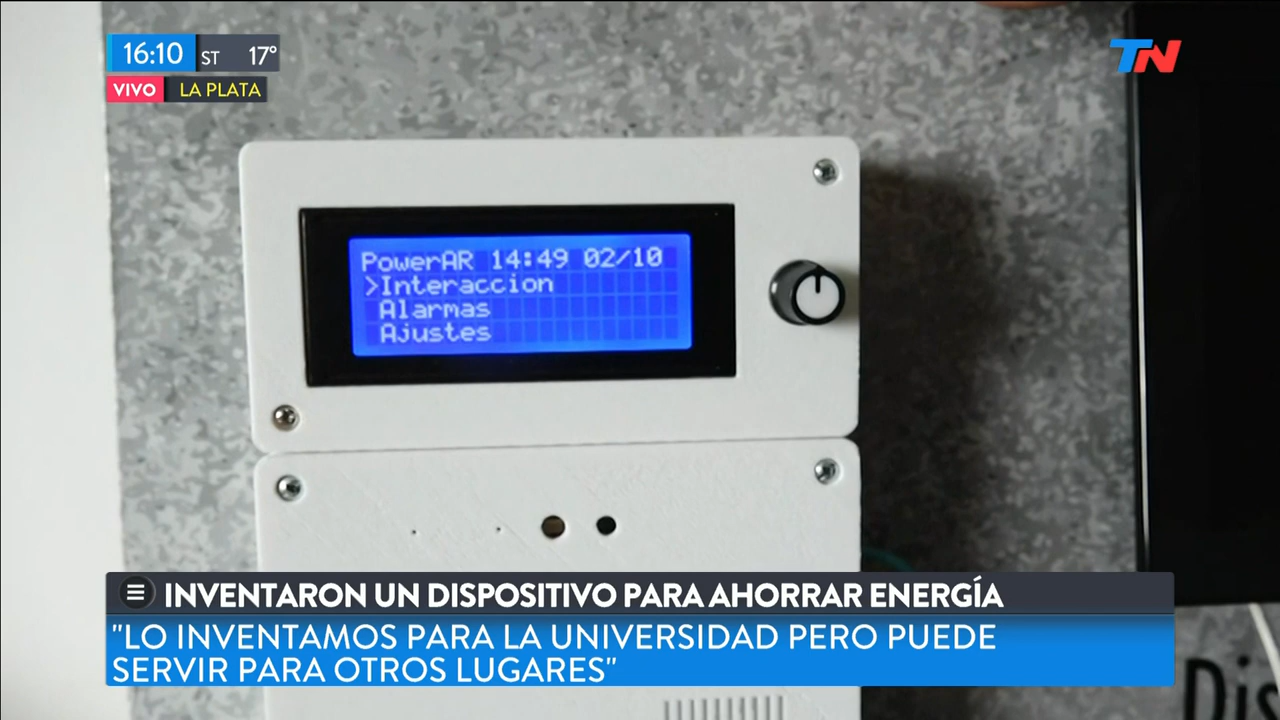 16:10 ST 17°
TN
VIVO LA PLATA
PowerAR 14:49 02/10
>Interaccion
Alarmas
Ajustes
INVENTARON UN DISPOSITIVO PARA AHORRAR ENERGÍA
"LO INVENTAMOS PARA LA UNIVERSIDAD PERO PUEDE
SERVIR PARA OTROS LUGARES"